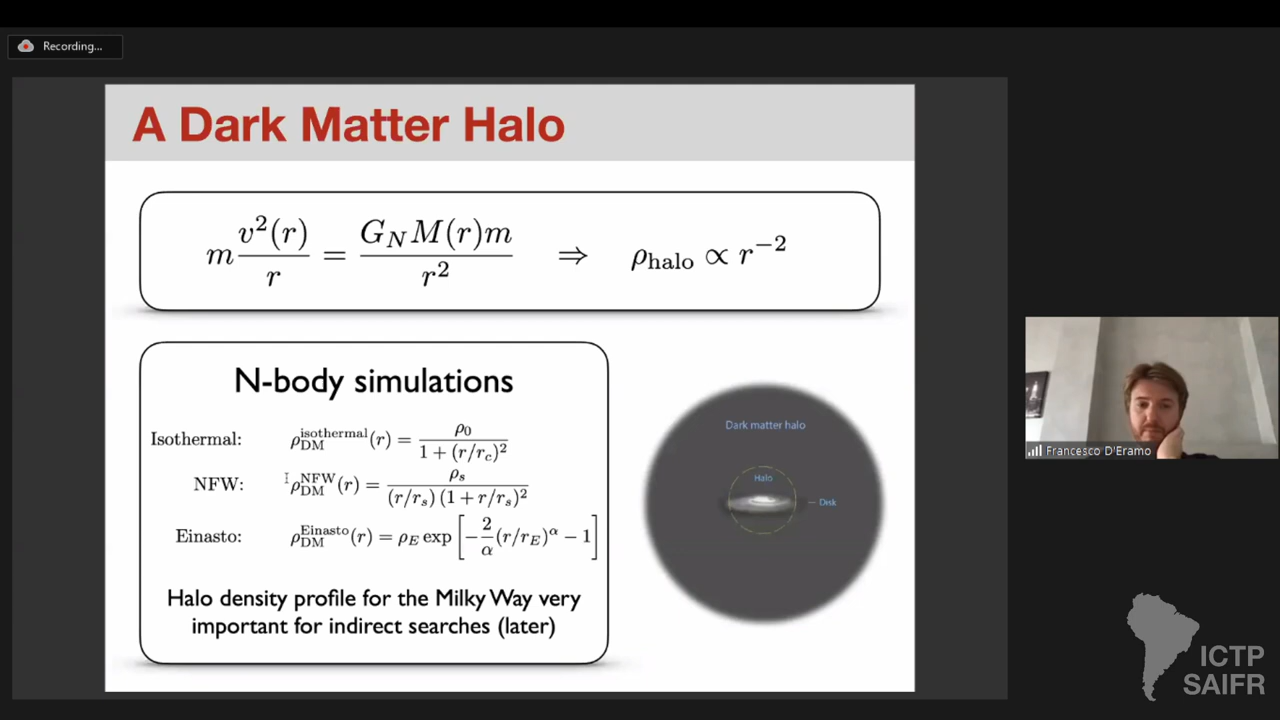 Recording...
A Dark Matter Halo
m v²(r)/r = G_N M(r)m/r² ⇒ ρ_halo ∝ r⁻²
N-body simulations
Isothermal: ρ_DM^isothermal(r) = ρ₀/(1 + (r/r_c)²)
NFW: ρ_DM^NFW(r) = ρ_s/((r/r_s)(1 + r/r_s)²)
Einasto: ρ_DM^Einasto(r) = ρ_E exp[−2/α (r/r_E)^α − 1]
Halo density profile for the Milky Way very
important for indirect searches (later)
Dark matter halo
Halo
Disk
Francesco D'Eramo
ICTP
SAIFR